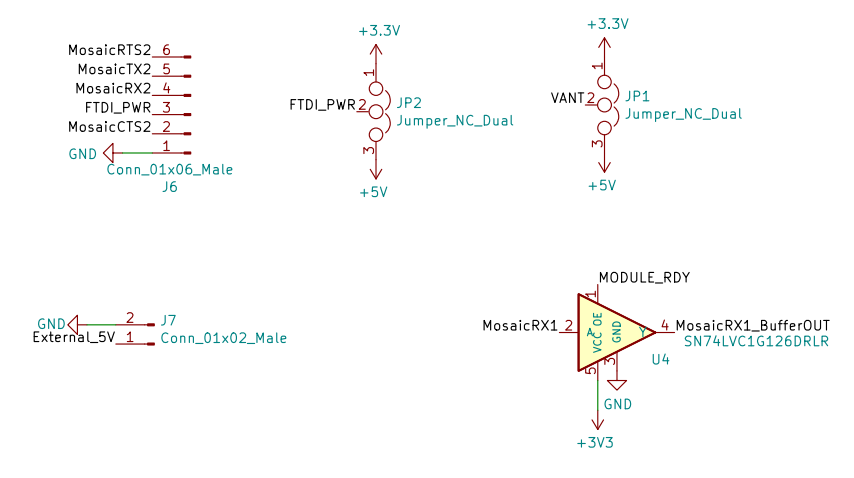 MosaicRTS2 6
MosaicTX2 5
MosaicRX2 4
FTDI_PWR 3
MosaicCTS2 2
GND 1
Conn_01x06_Male
J6
+3.3V
1
FTDI_PWR 2
JP2
Jumper_NC_Dual
3
+5V
+3.3V
1
VANT 2
JP1
Jumper_NC_Dual
3
+5V
GND 2 J7
External_5V 1 Conn_01x02_Male
MODULE_RDY
1
OE
MosaicRX1 2 A Y 4 MosaicRX1_BufferOUT
SN74LVC1G126DRLR
VCC GND
U4
5 3
GND
+3V3